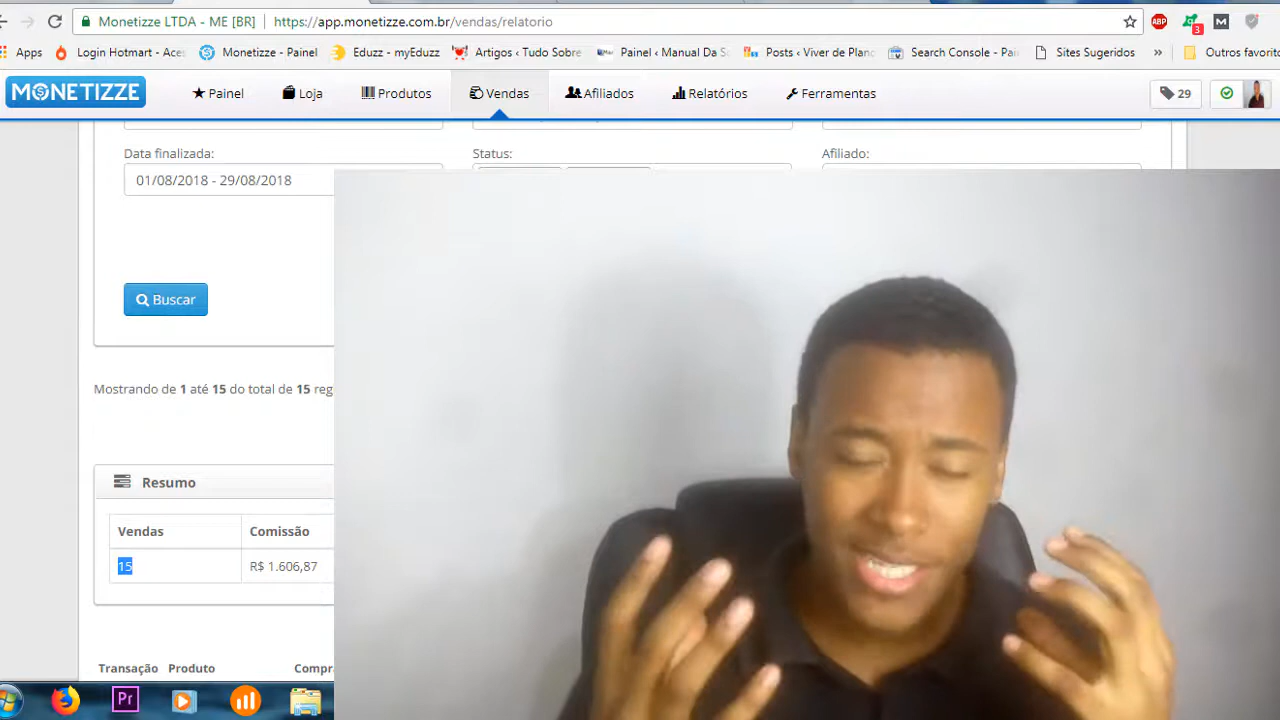 Monetizze LTDA - ME [BR] https://app.monetizze.com.br/vendas/relatorio
Apps Login Hotmart - Aces Monetizze - Painel Eduzz - myEduzz Artigos ‹ Tudo Sobre Painel ‹ Manual Da Posts ‹ Viver de Search Console - Pai Sites Sugeridos » Outros favorito
ABP 3 M
MONETIZZE Painel Loja Produtos Vendas Afiliados Relatórios Ferramentas 29
Data finalizada: Status: Afiliado:
01/08/2018 - 29/08/2018
Buscar
Mostrando de 1 até 15 do total de 15 reg
Resumo
Vendas Comissão
15 R$ 1.606,87
Transação Produto Compr
Pr